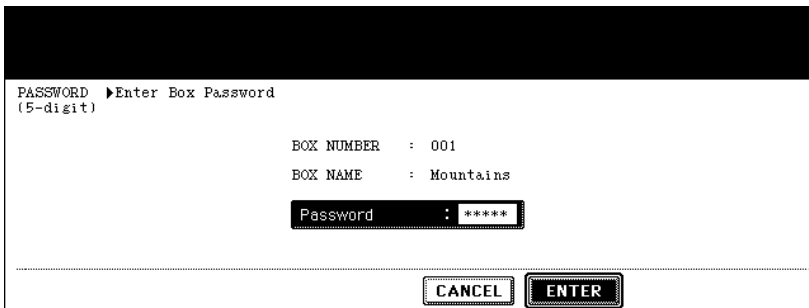 PASSWORD ▶Enter Box Password
(5-digit)
BOX NUMBER : 001
BOX NAME : Mountains
Password : *****
CANCEL ENTER